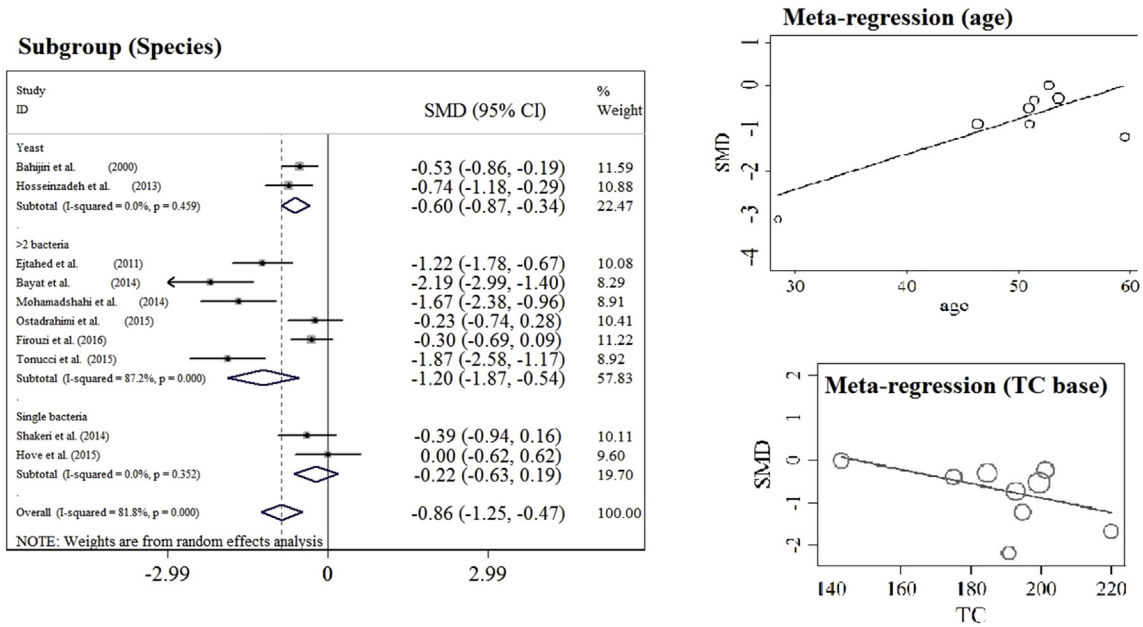 Subgroup (Species)
Study
ID
SMD (95% CI)
%
Weight
Yeast
Bahijiri et al. (2000) -0.53 (-0.86, -0.19) 11.59
Hosseinzadeh et al. (2013) -0.74 (-1.18, -0.29) 10.88
Subtotal (I-squared = 0.0%, p = 0.459) -0.60 (-0.87, -0.34) 22.47
.
>2 bacteria
Ejtahed et al. (2011) -1.22 (-1.78, -0.67) 10.08
Bayat et al. (2014) -2.19 (-2.99, -1.40) 8.29
Mohamadshahi et al. (2014) -1.67 (-2.38, -0.96) 8.91
Ostadrahimi et al. (2015) -0.23 (-0.74, 0.28) 10.41
Firouzi et al. (2016) -0.30 (-0.69, 0.09) 11.22
Tonucci et al. (2015) -1.87 (-2.58, -1.17) 8.92
Subtotal (I-squared = 87.2%, p = 0.000) -1.20 (-1.87, -0.54) 57.83
.
Single bacteria
Shakeri et al. (2014) -0.39 (-0.94, 0.16) 10.11
Hove et al. (2015) 0.00 (-0.62, 0.62) 9.60
Subtotal (I-squared = 0.0%, p = 0.352) -0.22 (-0.63, 0.19) 19.70
.
Overall (I-squared = 81.8%, p = 0.000) -0.86 (-1.25, -0.47) 100.00
NOTE: Weights are from random effects analysis
-2.99 0 2.99
Meta-regression (age)
1
0
-1
-2
-3
-4
SMD
30 40 50 60
age
Meta-regression (TC base)
2
1
0
-1
-2
SMD
140 160 180 200 220
TC